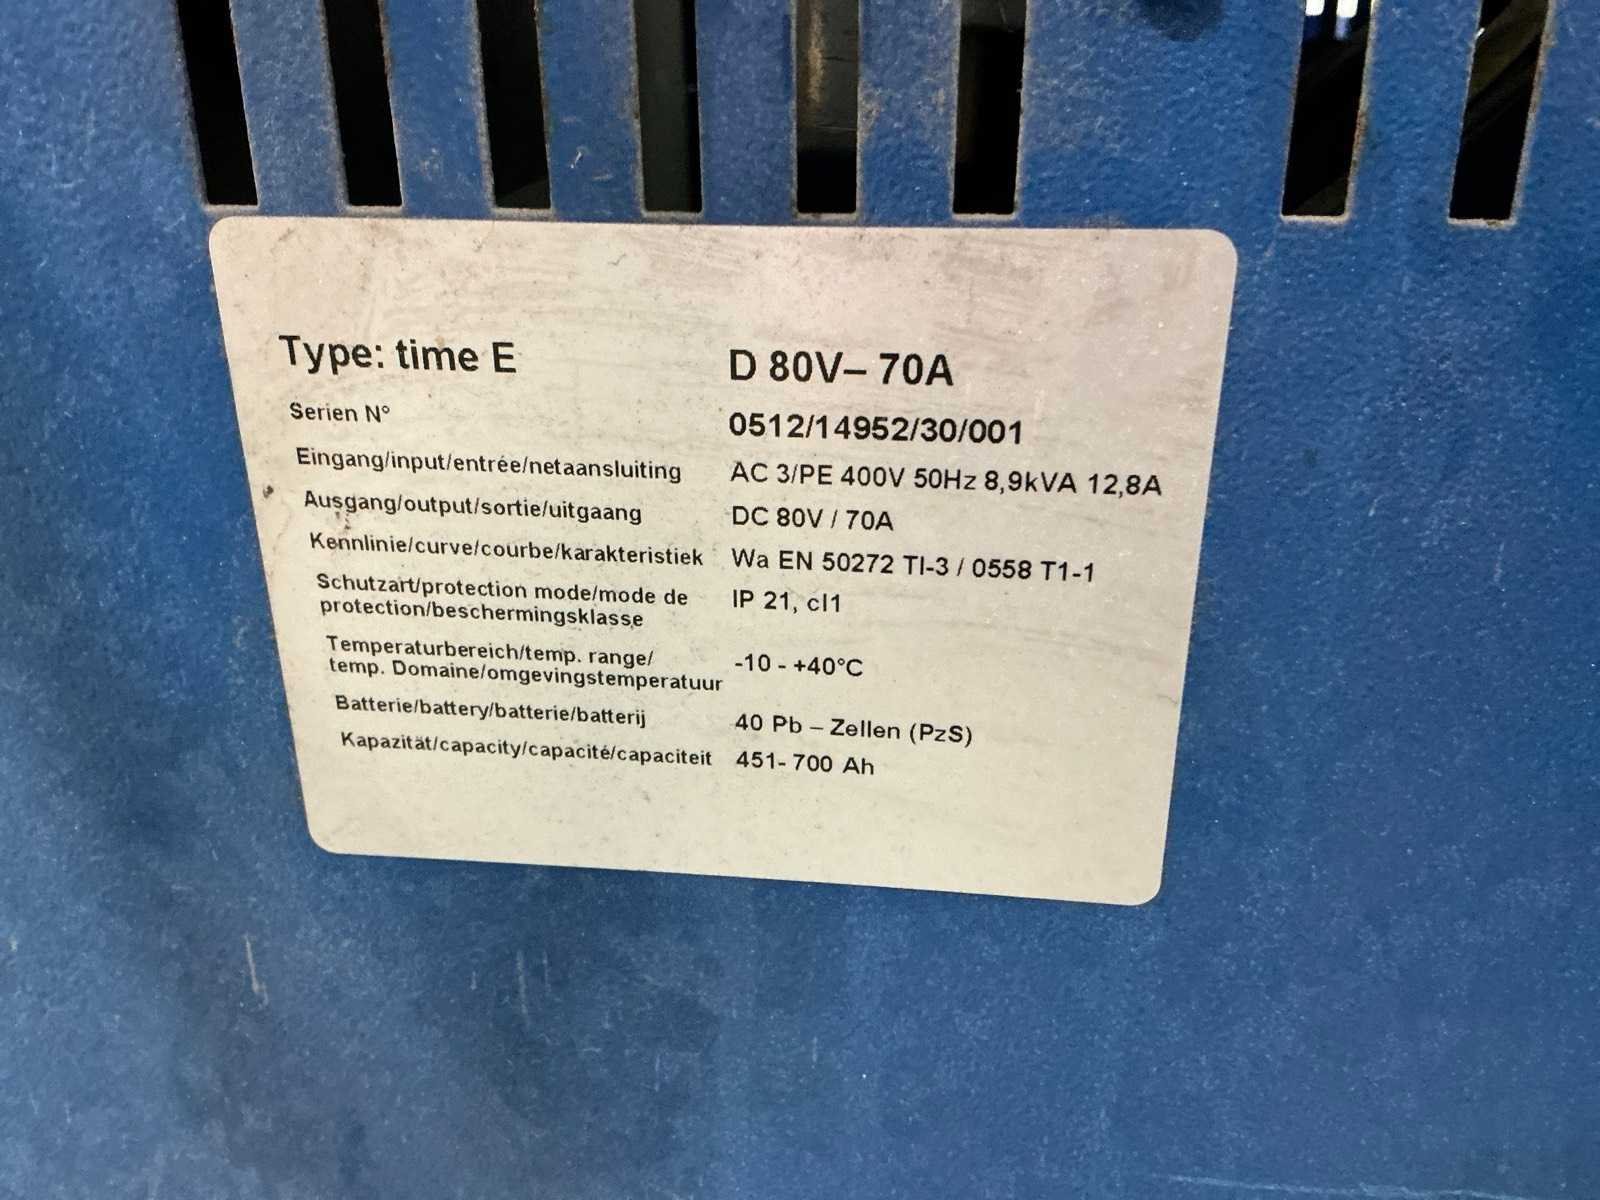 Type: time E D 80V– 70A
Serien N° 0512/14952/30/001
Eingang/input/entrée/netaansluiting AC 3/PE 400V 50Hz 8,9kVA 12,8A
Ausgang/output/sortie/uitgaang DC 80V / 70A
Kennlinie/curve/courbe/karakteristiek Wa EN 50272 TI-3 / 0558 T1-1
Schutzart/protection mode/mode de IP 21, cl1
protection/beschermingsklasse
Temperaturbereich/temp. range/ -10 - +40°C
temp. Domaine/omgevingstemperatuur
Batterie/battery/batterie/batterij 40 Pb – Zellen (PzS)
Kapazität/capacity/capacité/capaciteit 451- 700 Ah